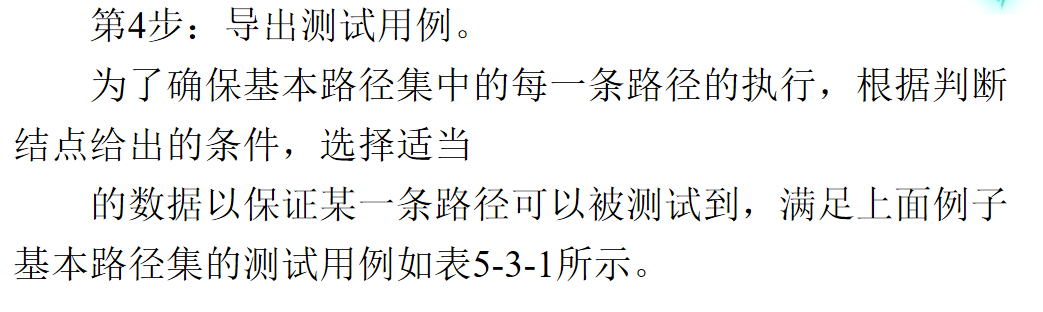 第4步：导出测试用例。
为了确保基本路径集中的每一条路径的执行，根据判断
结点给出的条件，选择适当
的数据以保证某一条路径可以被测试到，满足上面例子
基本路径集的测试用例如表5-3-1所示。